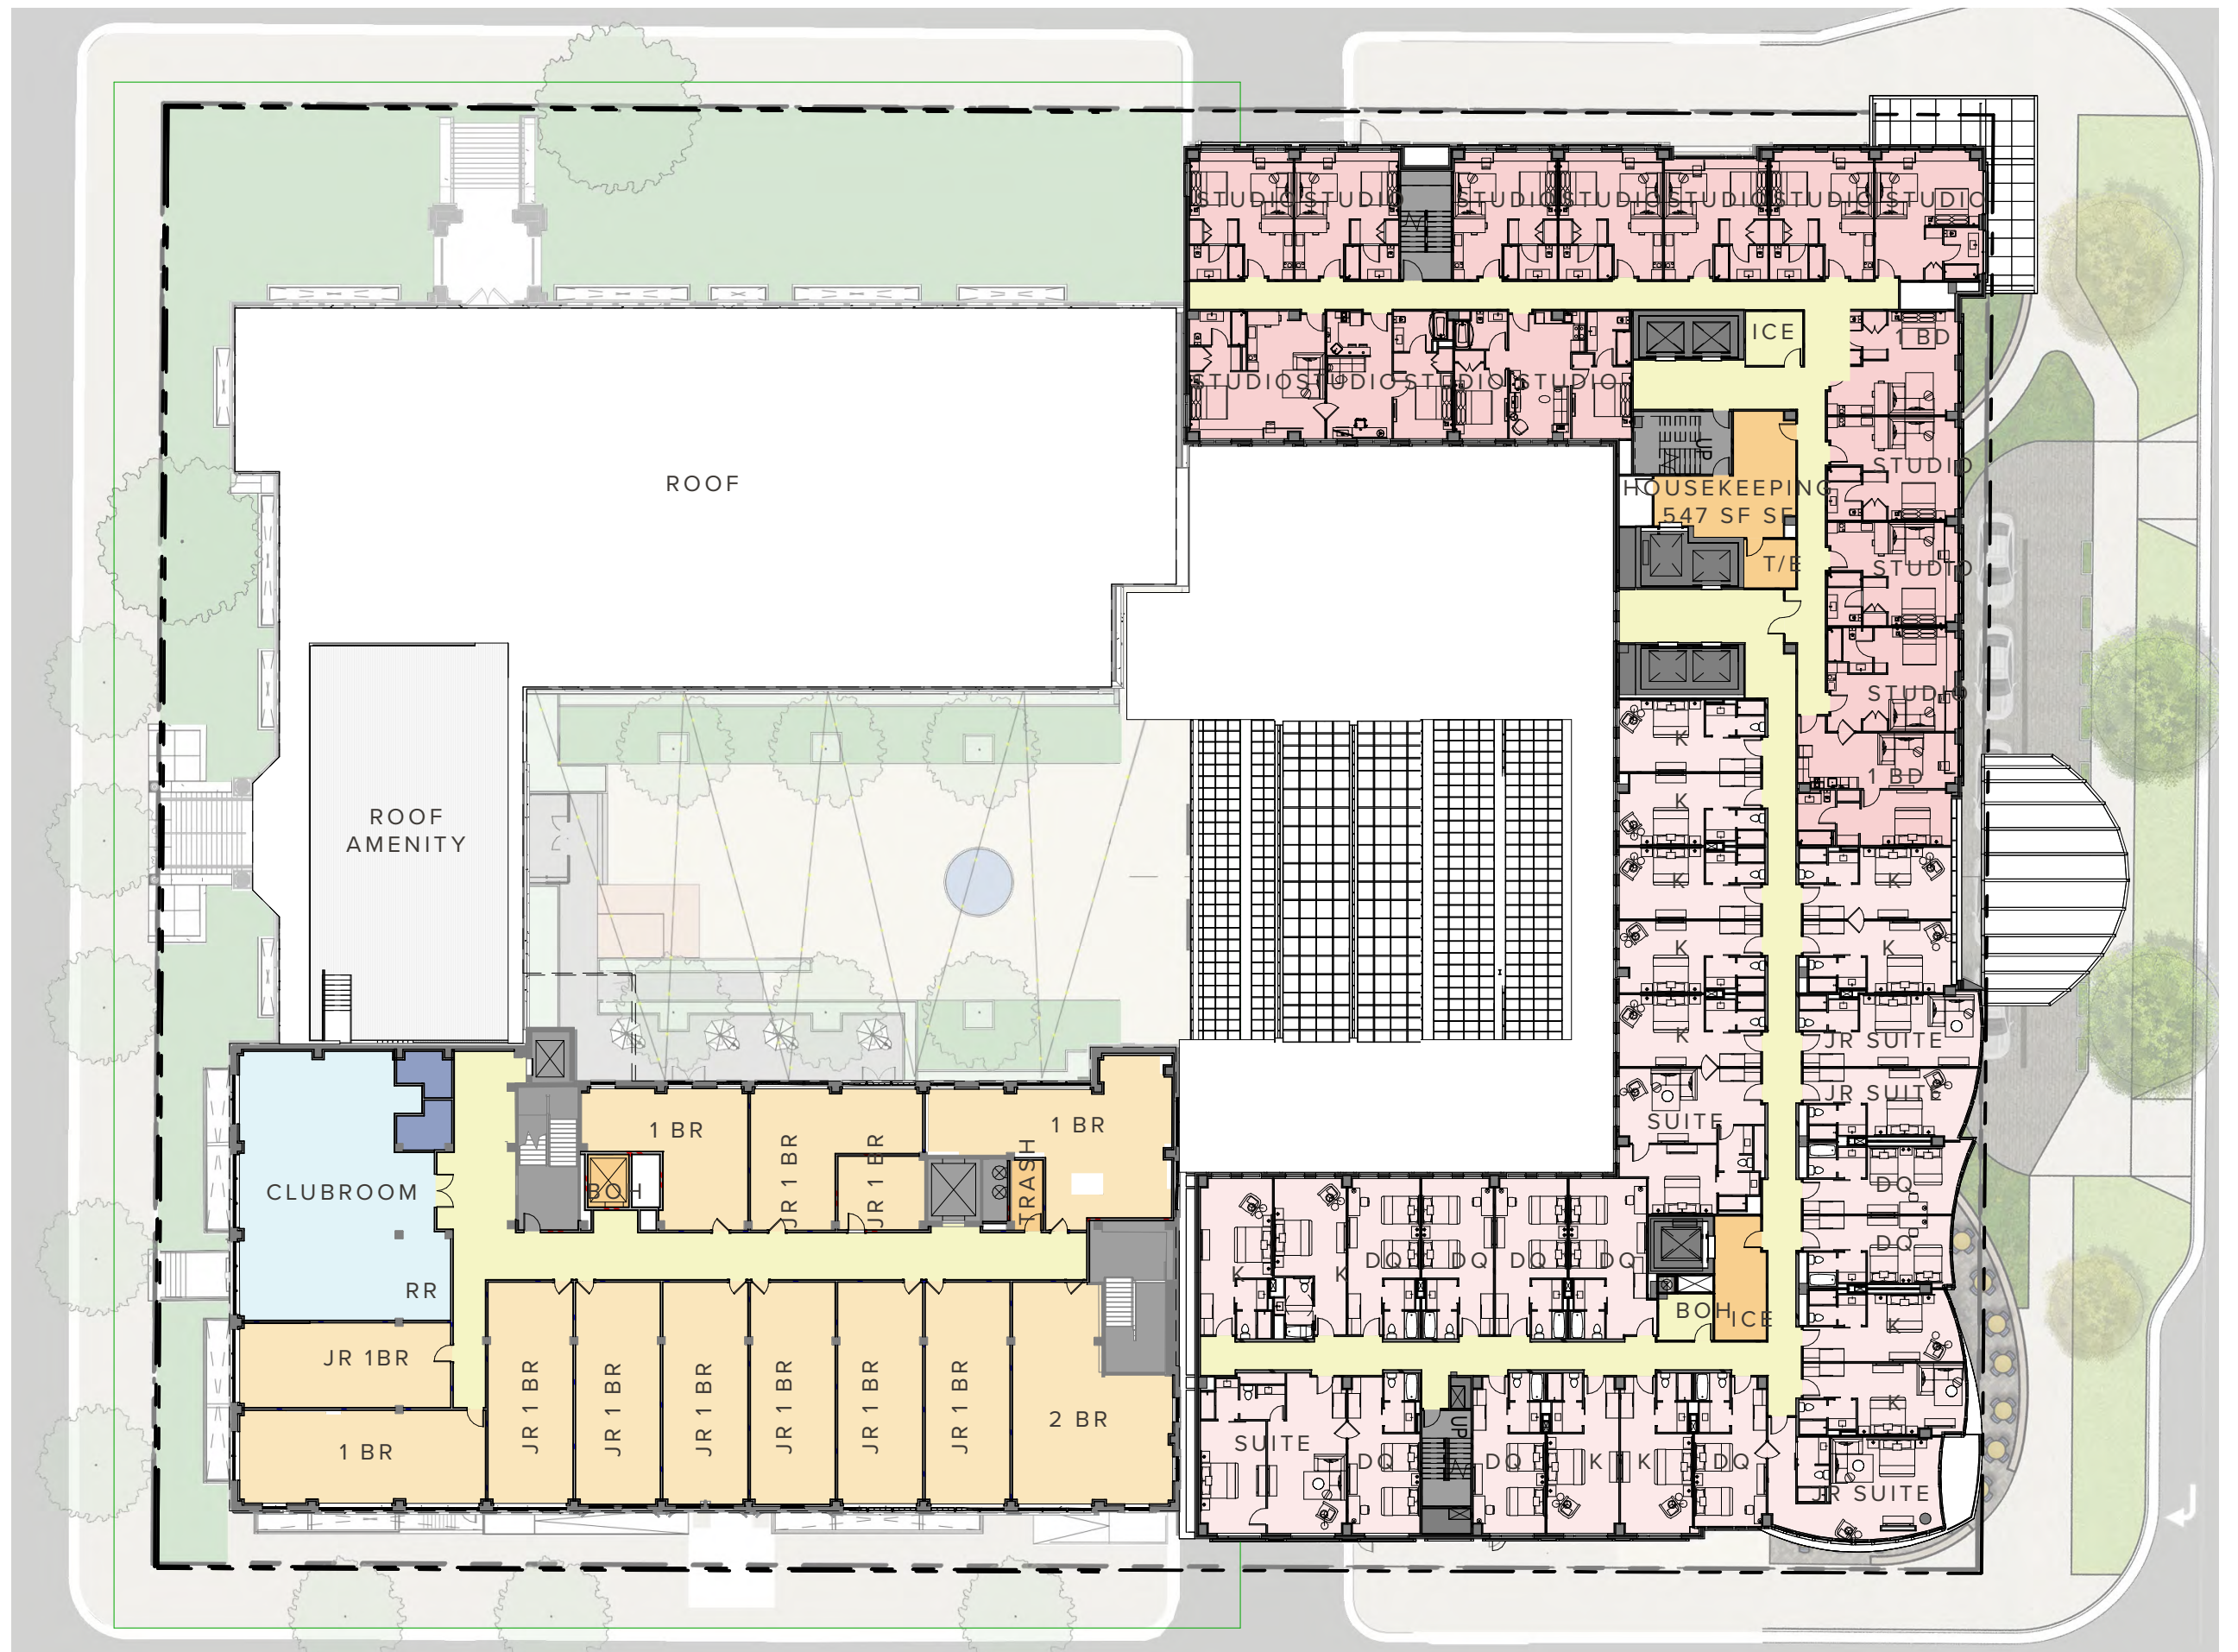 STUDIO STUDIO STUDIO STUDIO STUDIO STUDIO STUDIO
ICE
1 BD
STUDIO STUDIO STUDIO STUDIO
UP
STUDIO
ROOF
HOUSEKEEPING
547 SF SF
T/E
STUDIO
STUDIO
K
1 BD
K
ROOF
AMENITY
K
K
K
K
K
JR SUITE
JR SUITE
SUITE
1 BR
JR 1 BR
JR 1 BR
1 BR
TRASH
BOH
CLUBROOM
DQ
DQ
K
K
DQ
DQ
DQ
DQ
RR
BOH
ICE
K
JR 1BR
K
JR 1 BR
JR 1 BR
JR 1 BR
JR 1 BR
JR 1 BR
JR 1 BR
2 BR
1 BR
SUITE
UP
DQ
DQ
K
K
DQ
JR SUITE